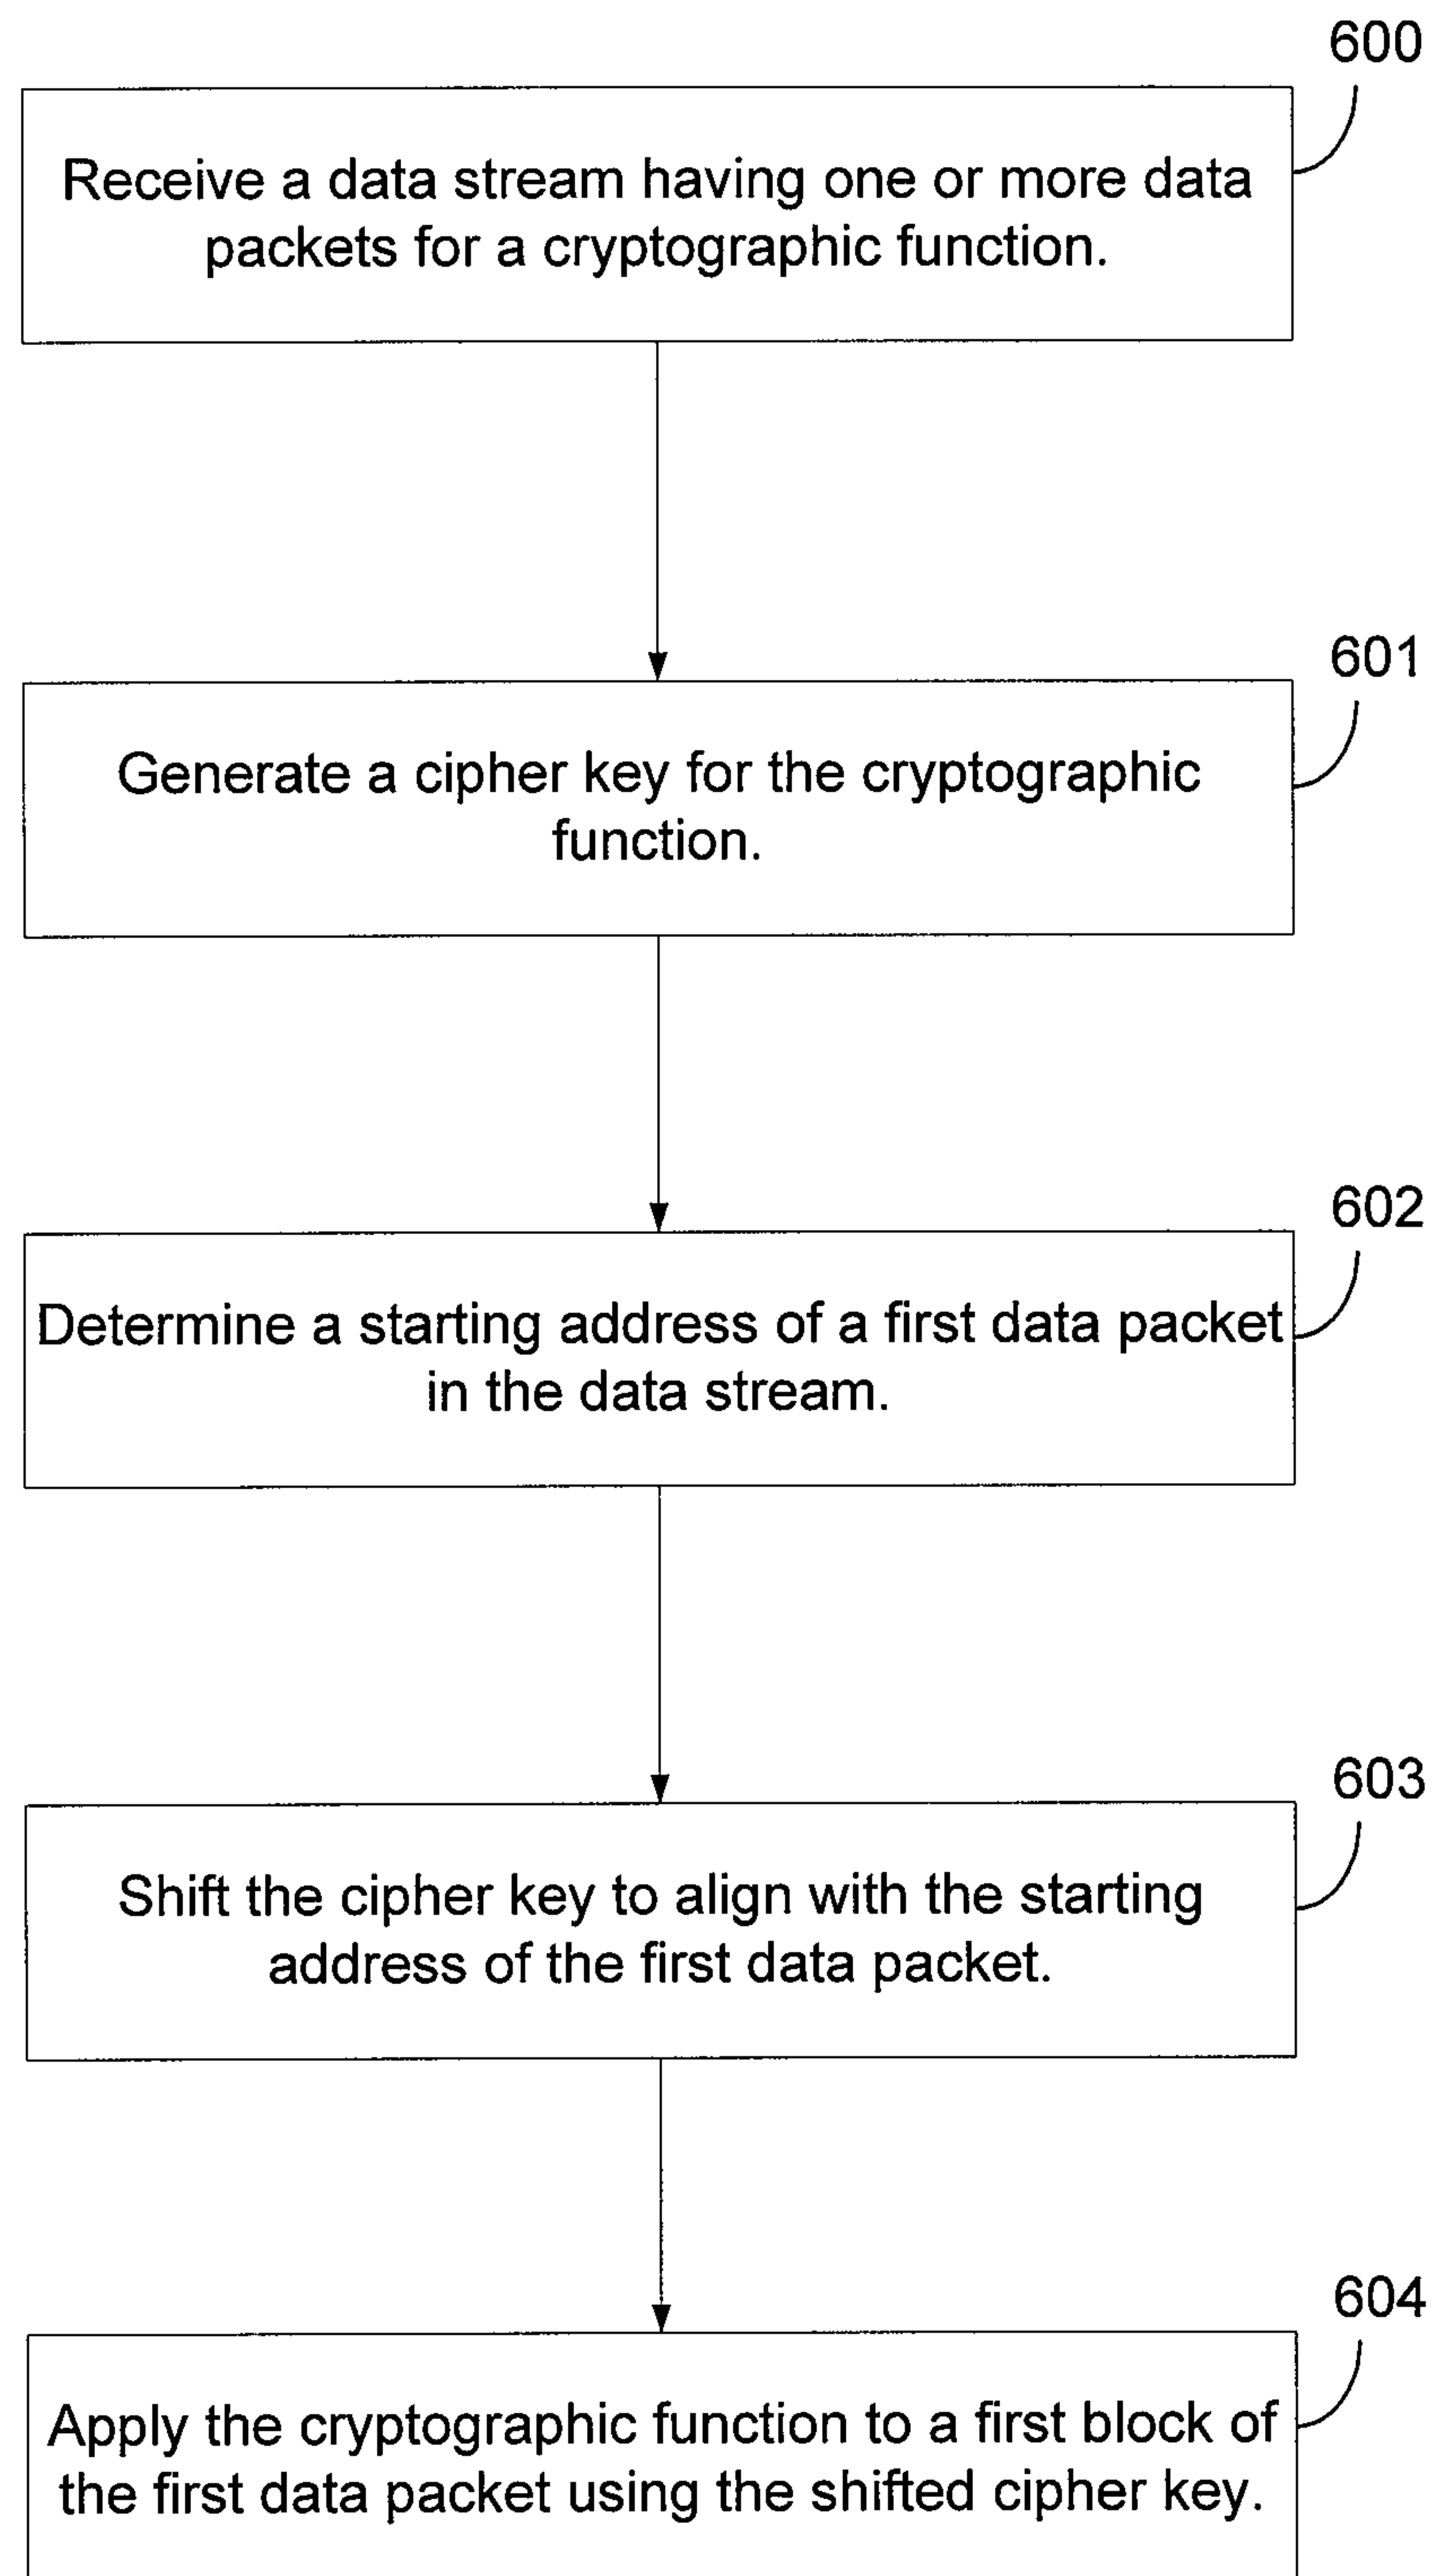 600
Receive a data stream having one or more data
packets for a cryptographic function.
601
Generate a cipher key for the cryptographic
function.
602
Determine a starting address of a first data packet
in the data stream.
603
Shift the cipher key to align with the starting
address of the first data packet.
604
Apply the cryptographic function to a first block of
the first data packet using the shifted cipher key.